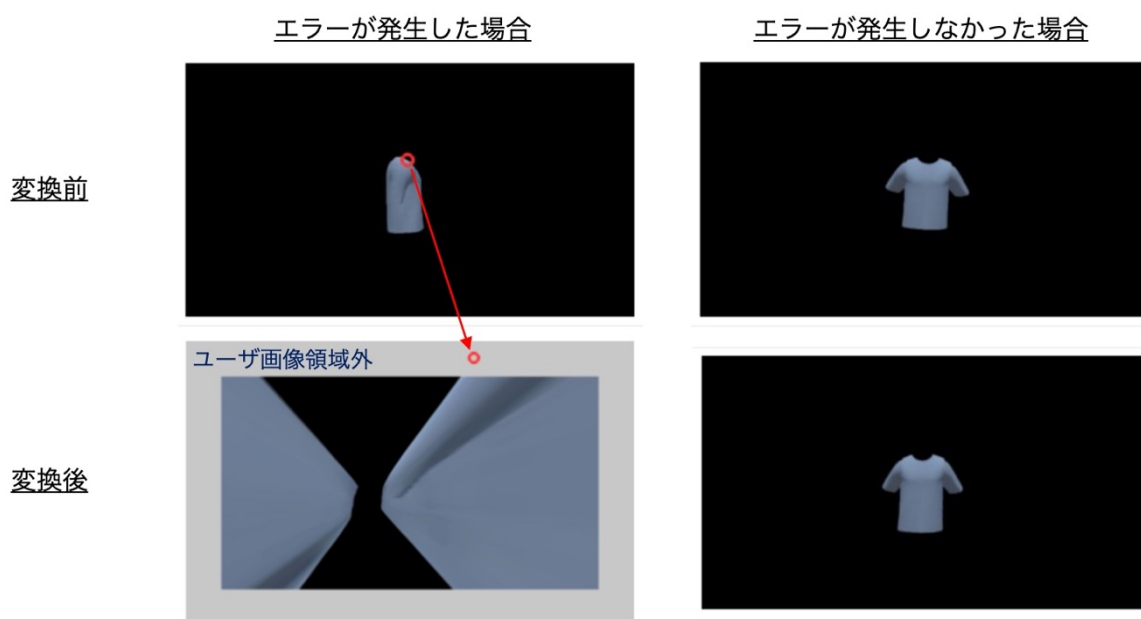 エラーが発生した場合
エラーが発生しなかった場合
変換前
ユーザ画像領域外
変換後